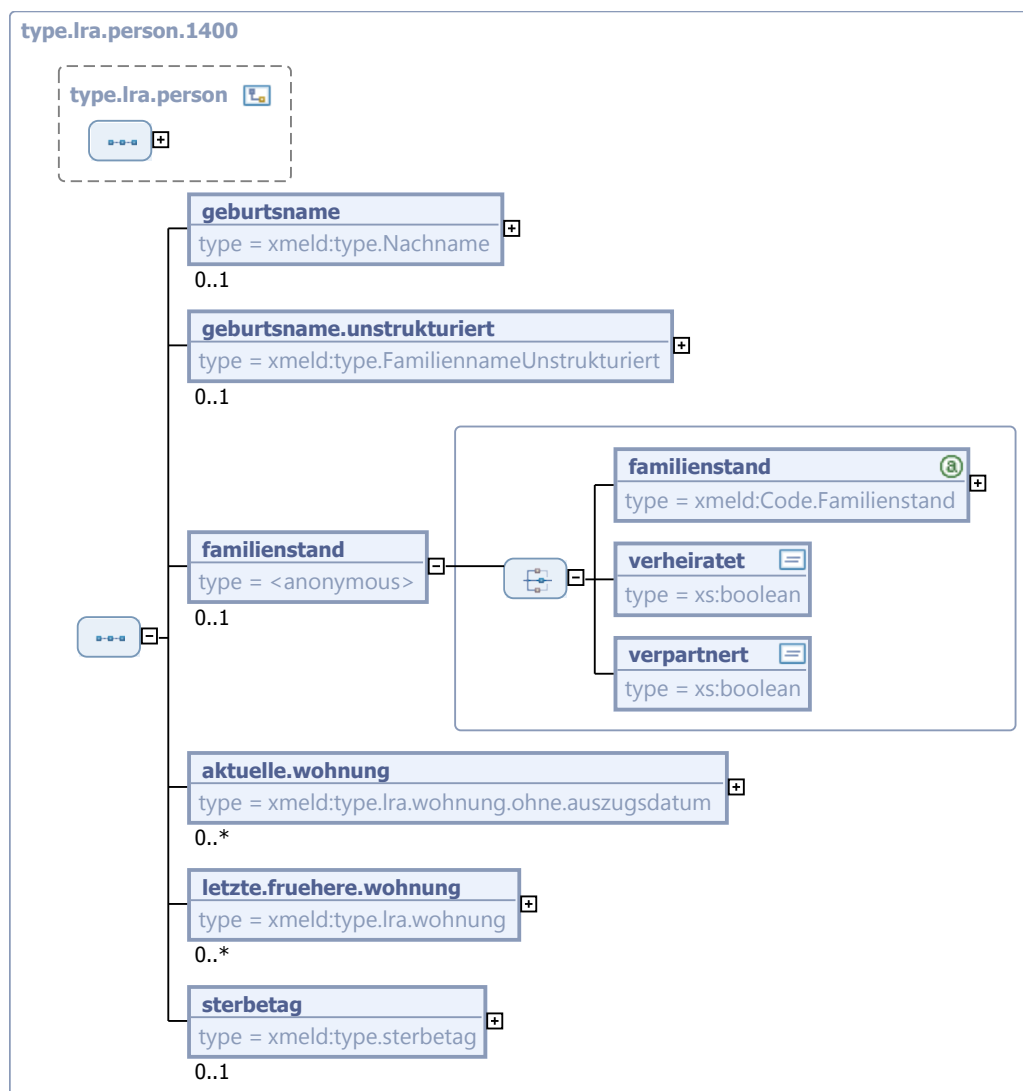 type.lra.person.1400
type.lra.person
geburtsname
type = xmeld:type.Nachname
0..1
geburtsname.unstrukturiert
type = xmeld:type.FamiliennameUnstrukturiert
0..1
familienstand
type = xmeld:Code.Familienstand
familienstand
type = <anonymous>
0..1
verheiratet
type = xs:boolean
verpartnert
type = xs:boolean
aktuelle.wohnung
type = xmeld:type.lra.wohnung.ohne.auszugsdatum
0..*
letzte.fruehere.wohnung
type = xmeld:type.lra.wohnung
0..*
sterbetag
type = xmeld:type.sterbetag
0..1